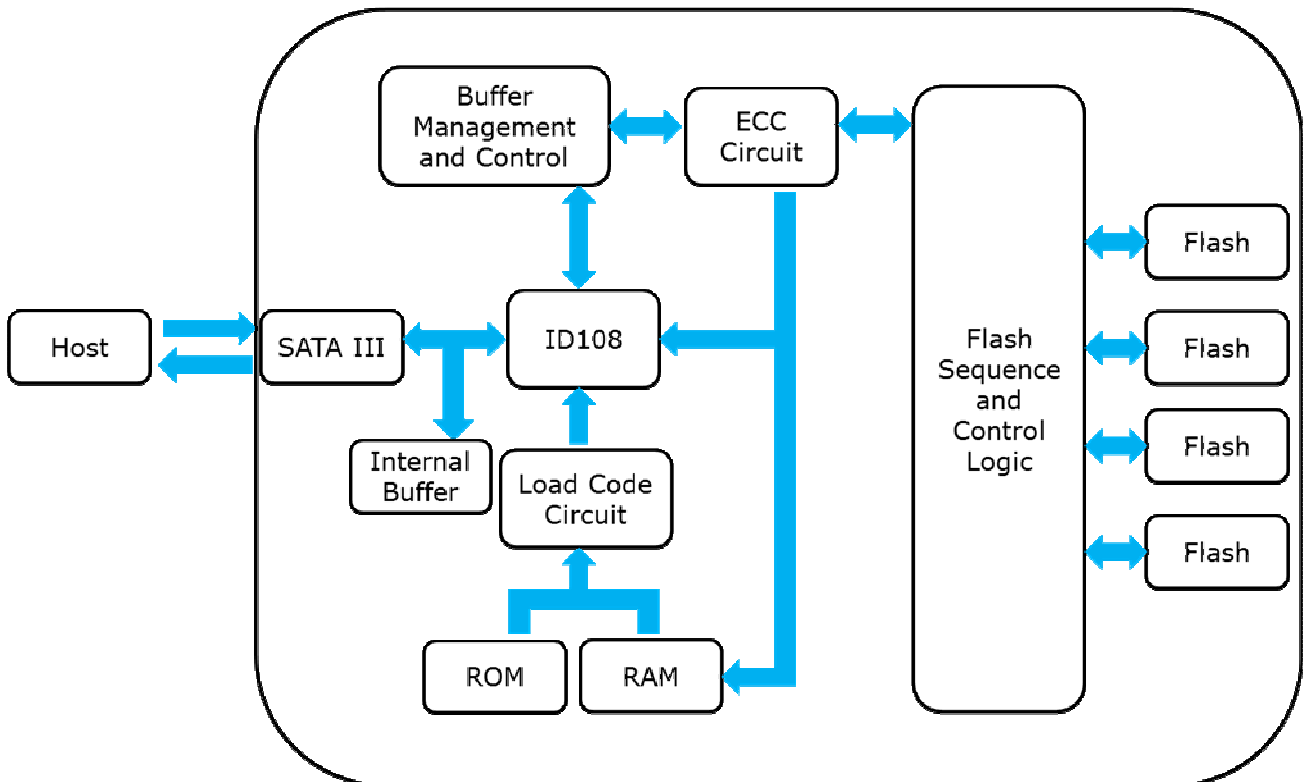 Buffer
Management
and Control
ECC
Circuit
Host
SATA III
ID108
Internal
Buffer
Load Code
Circuit
ROM
RAM
Flash
Sequence
and
Control
Logic
Flash
Flash
Flash
Flash